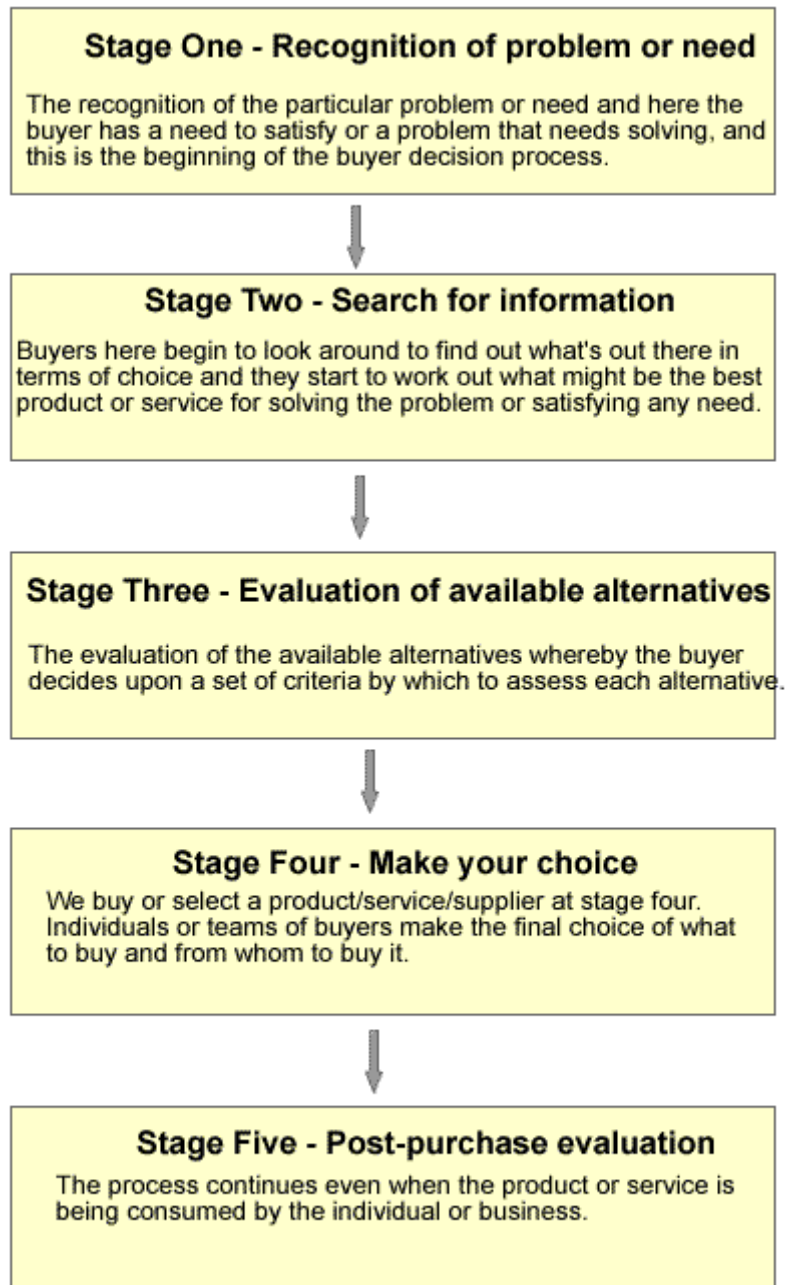 Stage One - Recognition of problem or need
The recognition of the particular problem or need and here the
buyer has a need to satisfy or a problem that needs solving, and
this is the beginning of the buyer decision process.
Stage Two - Search for information
Buyers here begin to look around to find out what's out there in
terms of choice and they start to work out what might be the best
product or service for solving the problem or satisfying any need.
Stage Three - Evaluation of available alternatives
The evaluation of the available alternatives whereby the buyer
decides upon a set of criteria by which to assess each alternative.
Stage Four - Make your choice
We buy or select a product/service/supplier at stage four.
Individuals or teams of buyers make the final choice of what
to buy and from whom to buy it.
Stage Five - Post-purchase evaluation
The process continues even when the product or service is
being consumed by the individual or business.